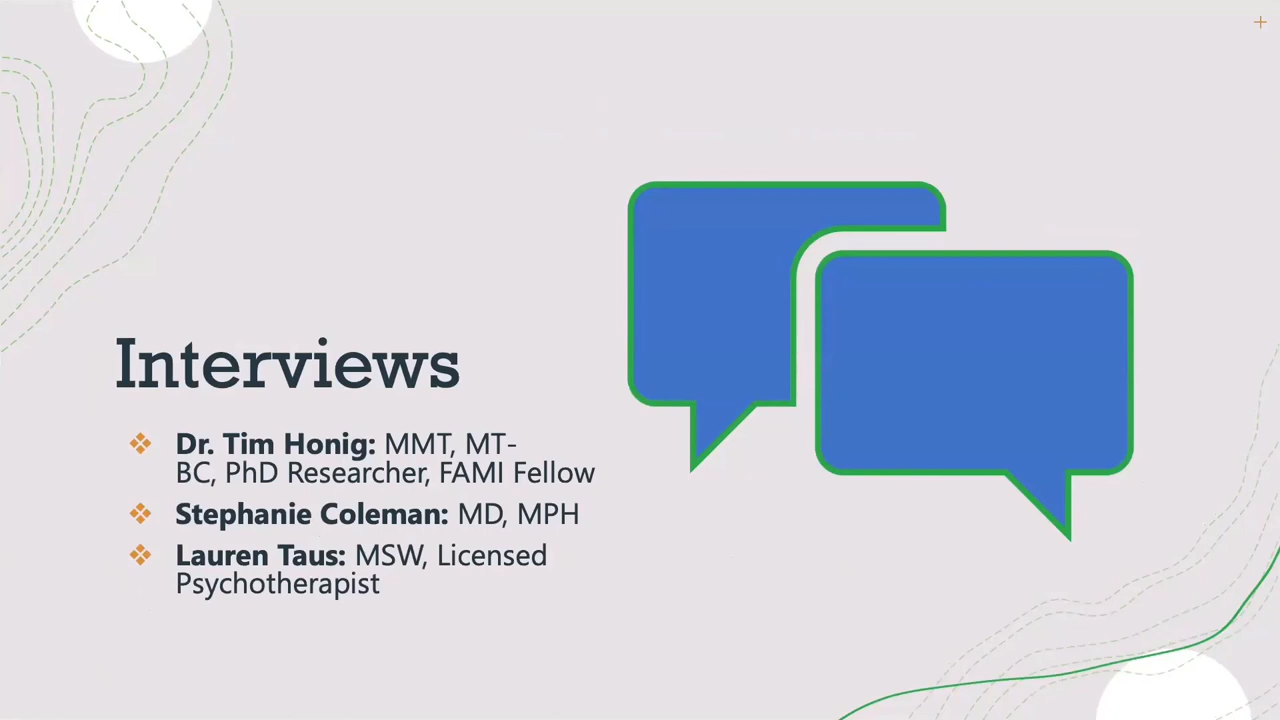 Interviews
Dr. Tim Honig: MMT, MT-
BC, PhD Researcher, FAMI Fellow
Stephanie Coleman: MD, MPH
Lauren Taus: MSW, Licensed
Psychotherapist